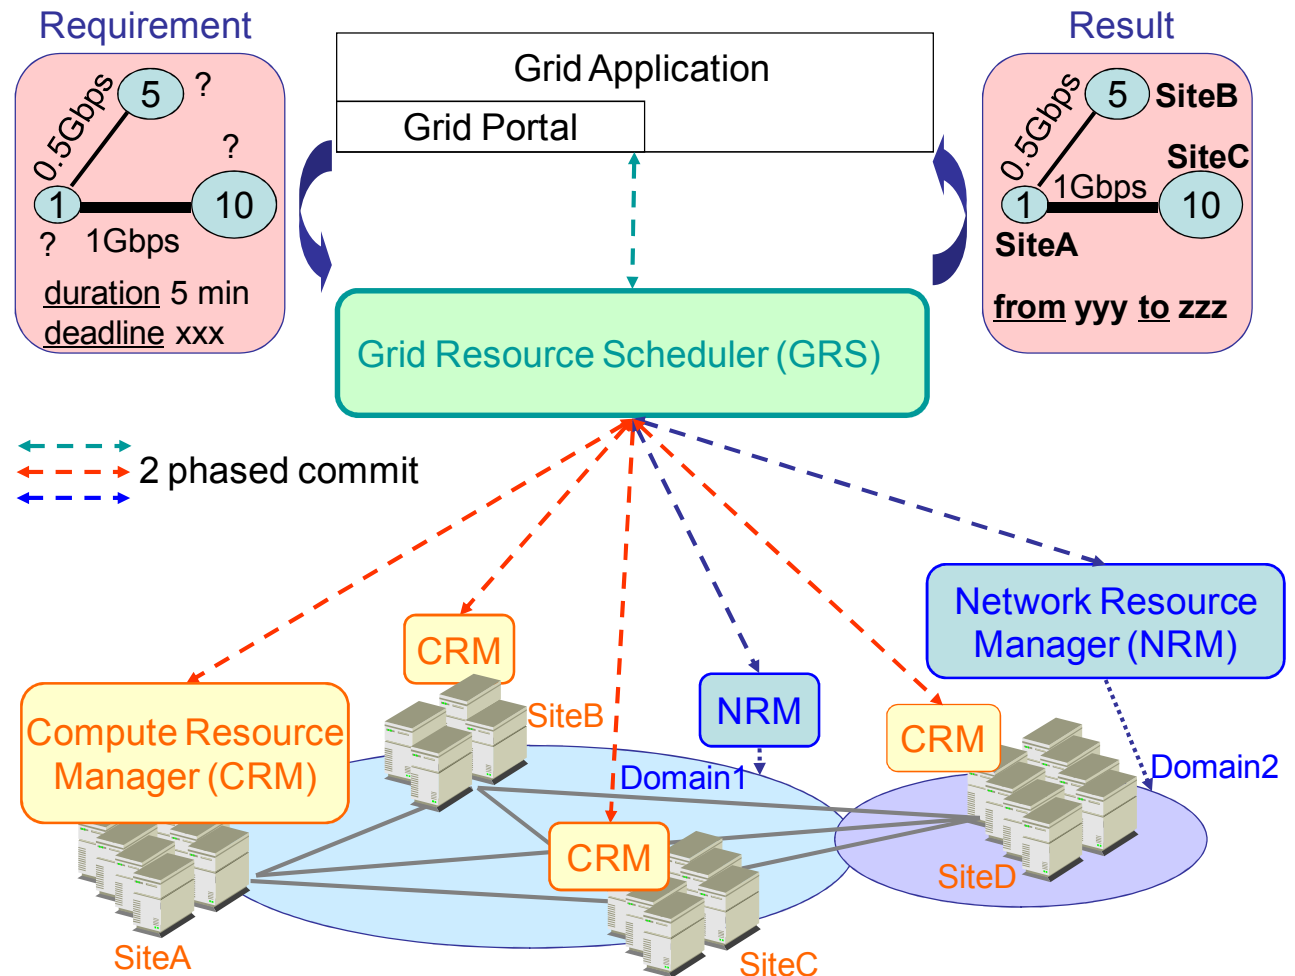 Requirement
Result
Grid Application
Grid Portal
5
?
0.5Gbps
?
1
10
?
1Gbps
duration 5 min
deadline xxx
5
SiteB
0.5Gbps
SiteC
1Gbps
1
10
SiteA
from yyy to zzz
Grid Resource Scheduler (GRS)
2 phased commit
Network Resource
Manager (NRM)
CRM
NRM
SiteB
CRM
Compute Resource
Manager (CRM)
Domain1
Domain2
CRM
SiteD
SiteA
SiteC